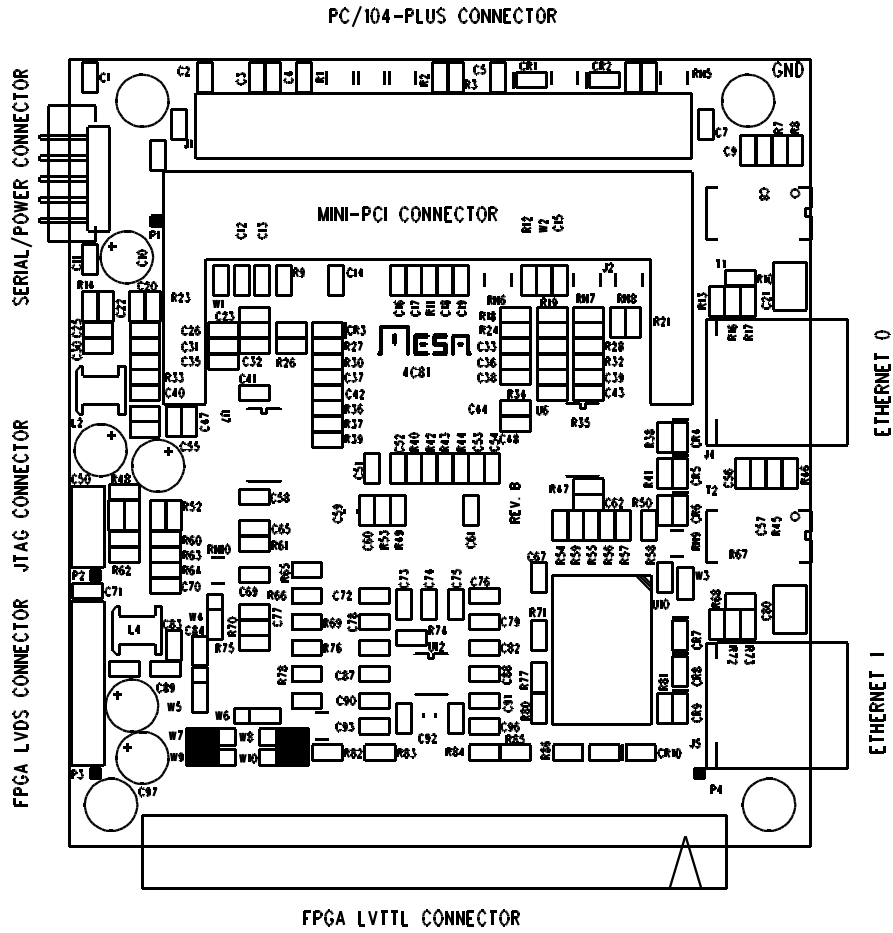 PC/104-PLUS CONNECTOR
C1
C2
C3
C4
R1
R2
R3
C5
CR1
CR2
RN5
GND
SERIAL/POWER CONNECTOR
J1
C7
C9
R7
R8
MINI-PCI CONNECTOR
P1
C12
C13
R12
W2
C15
C8
C11
C10
W1
R9
C14
C16
C17
R11
C18
C19
J2
T1
R10
R14
C22
C20
R23
RN6
R19
RN7
RN8
R13
C21
C25
C30
C26
C31
C35
C23
C32
R26
CR3
R27
R30
C37
C42
R36
R37
R39
MESA
4C81
R18
R24
C33
C36
C38
R28
R32
C39
C43
R21
R16
R17
ETHERNET 0
R33
C40
C41
U7
L2
C47
C55
R34
C44
C48
U6
R35
R38
CR4
J4
JTAG CONNECTOR
C50
R48
R52
C51
C52
R40
R42
R43
R44
C53
C54
R41
CR5
T2
C56
R46
C58
C59
R47
C62
R50
CR6
REV. B
C57
R45
R60
R63
R64
C70
RN10
C65
R61
C60
R53
R49
C61
R54
R59
R55
R56
R57
R58
RN9
R67
R62
P2
C71
C69
R65
R66
C72
C73
C74
C75
C76
C67
W3
U10
FPGA LVDS CONNECTOR
L4
C83
C84
W4
R70
C77
R75
R69
C78
R74
U12
C79
R71
R68
C80
R76
C82
CR7
R72
R73
C89
W5
R78
C87
C88
R77
R81
CR8
W6
C90
C91
R80
CR9
C93
C92
C96
ETHERNET 1
W7
W8
W9
W10
R82
R83
R84
R85
R86
CR10
J5
P3
C97
P4
FPGA LVTTL CONNECTOR